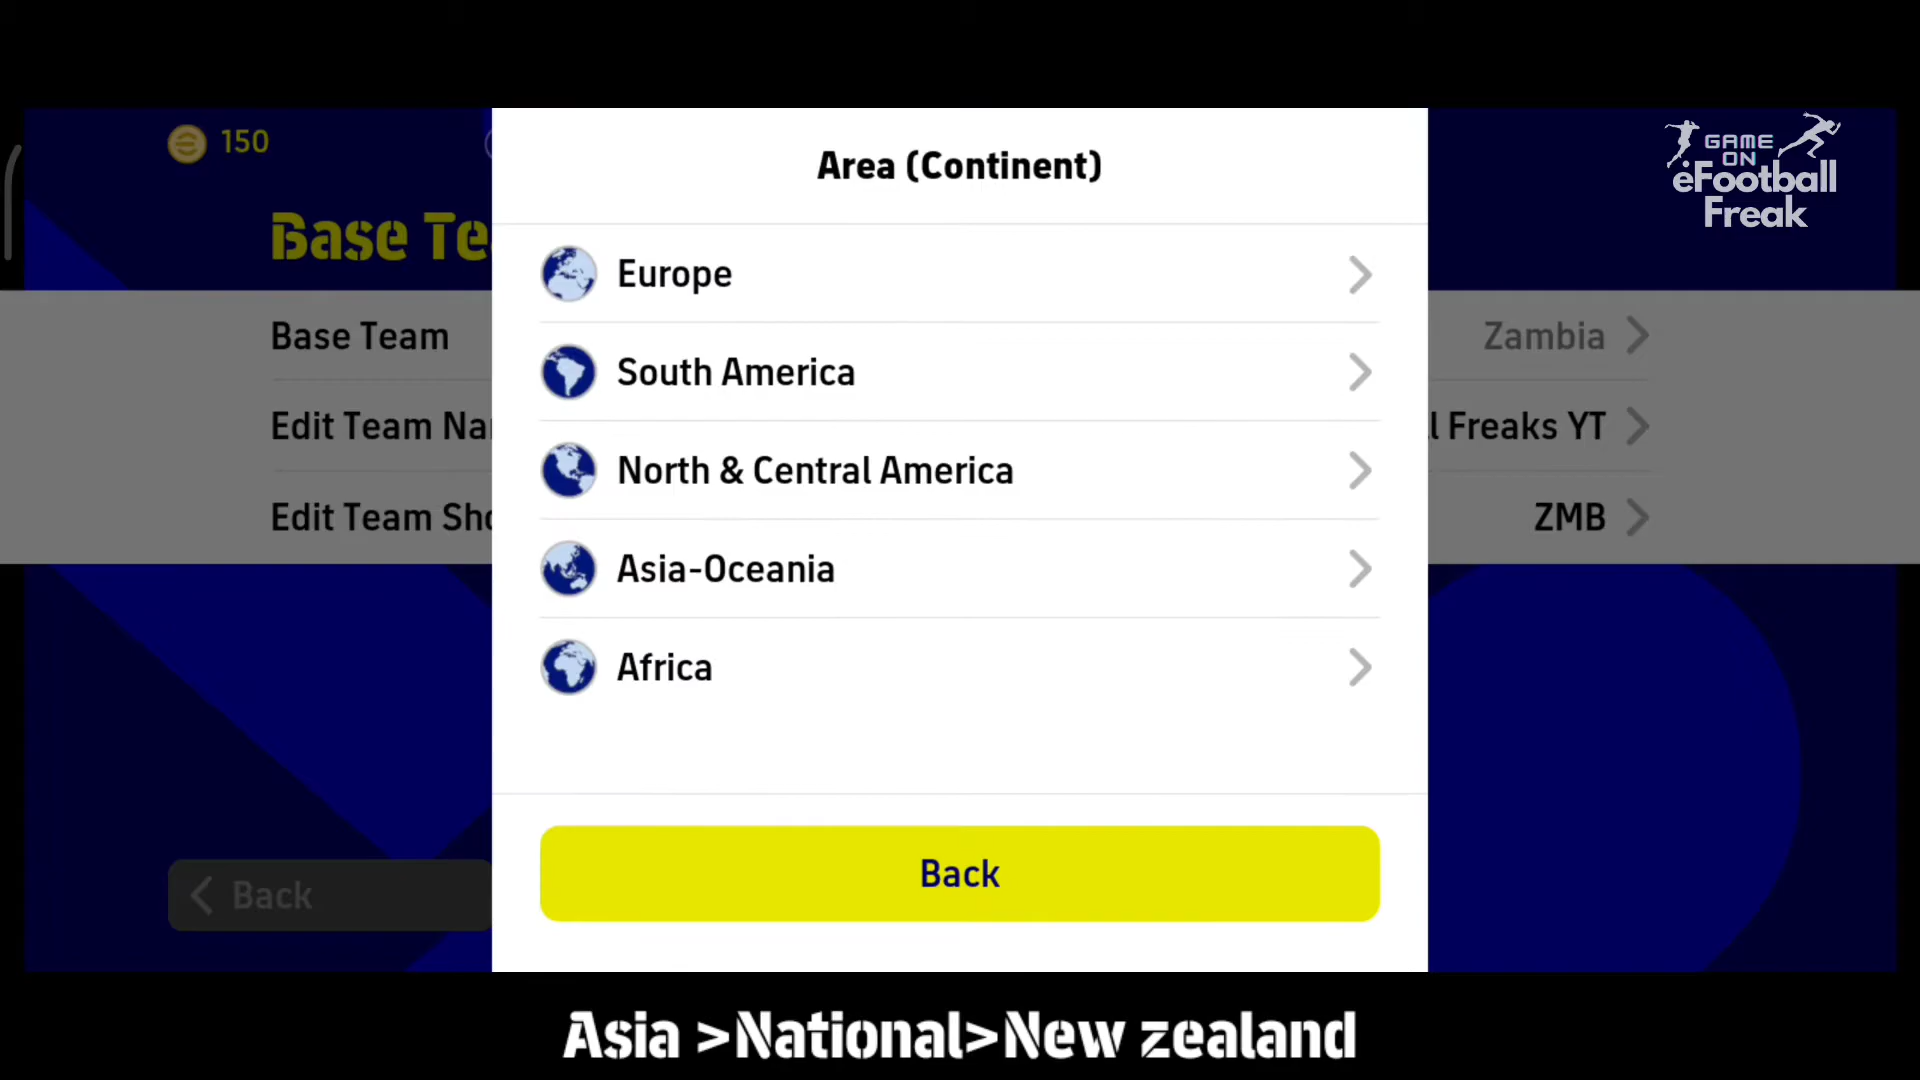 150
GAME
ON
eFootball
Freak
Base Te
Area (Continent)
Europe
South America
North & Central America
Asia-Oceania
Africa
Back
Base Team
Zambia
Edit Team Na
l Freaks YT
Edit Team Sho
ZMB
Back
Asia >National>New zealand